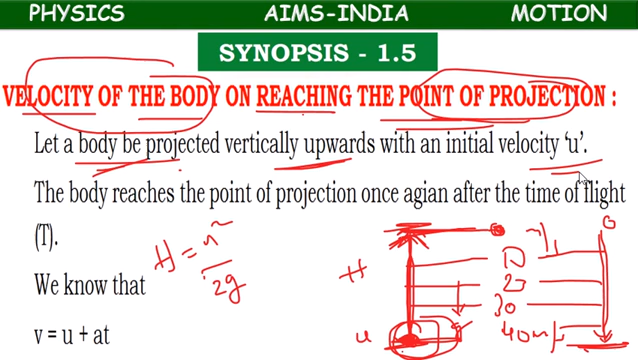 PHYSICS AIMS-INDIA MOTION
SYNOPSIS - 1.5
VELOCITY OF THE BODY ON REACHING THE POINT OF PROJECTION :
Let a body be projected vertically upwards with an initial velocity ‘u’.
The body reaches the point of projection once agian after the time of flight
(T).
We know that
v = u + at
H = u²
2g
H
u
0
20
30
40m/